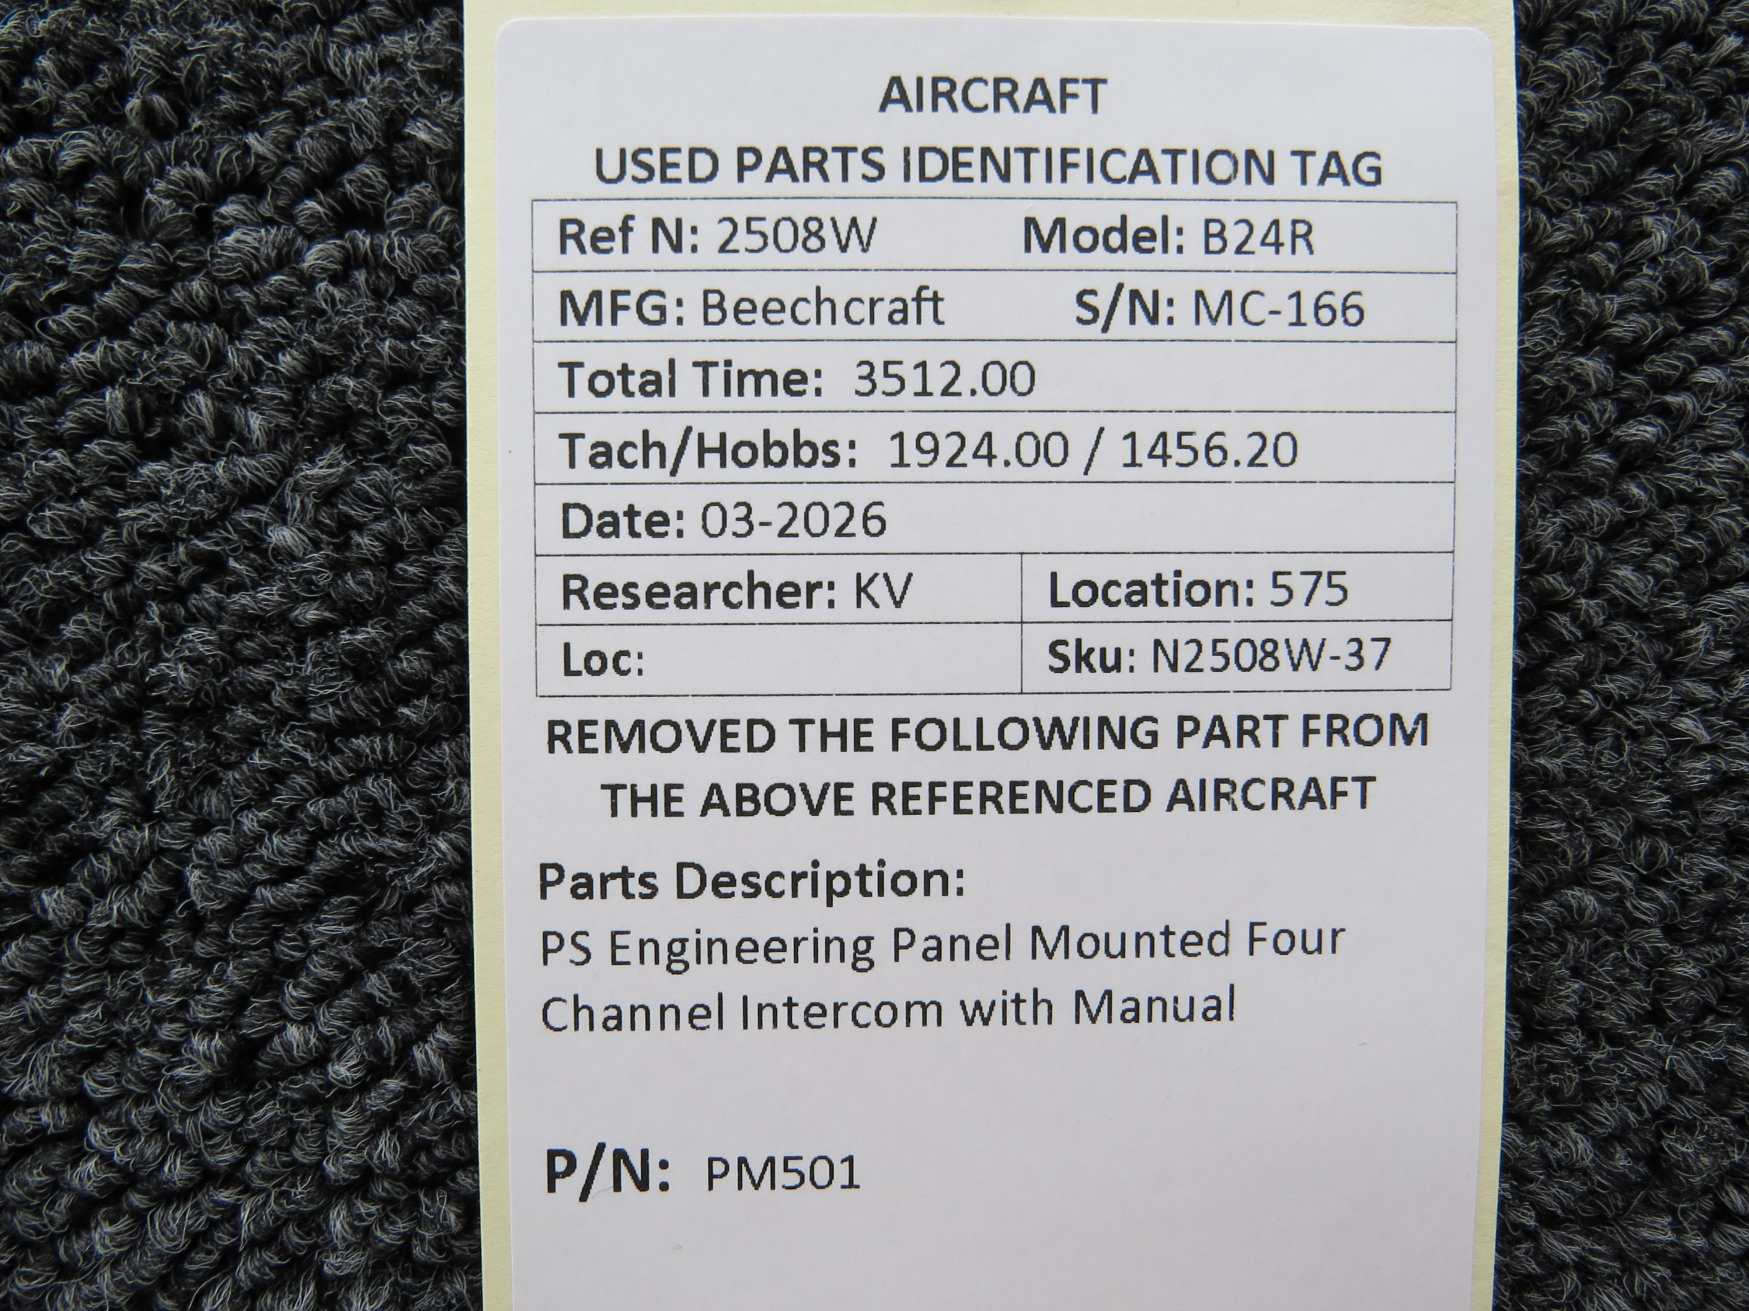 AIRCRAFT
USED PARTS IDENTIFICATION TAG
Ref N: 2508W Model: B24R
MFG: Beechcraft S/N: MC-166
Total Time: 3512.00
Tach/Hobbs: 1924.00 / 1456.20
Date: 03-2026
Researcher: KV Location: 575
Loc: Sku: N2508W-37
REMOVED THE FOLLOWING PART FROM
THE ABOVE REFERENCED AIRCRAFT
Parts Description:
PS Engineering Panel Mounted Four
Channel Intercom with Manual
P/N: PM501